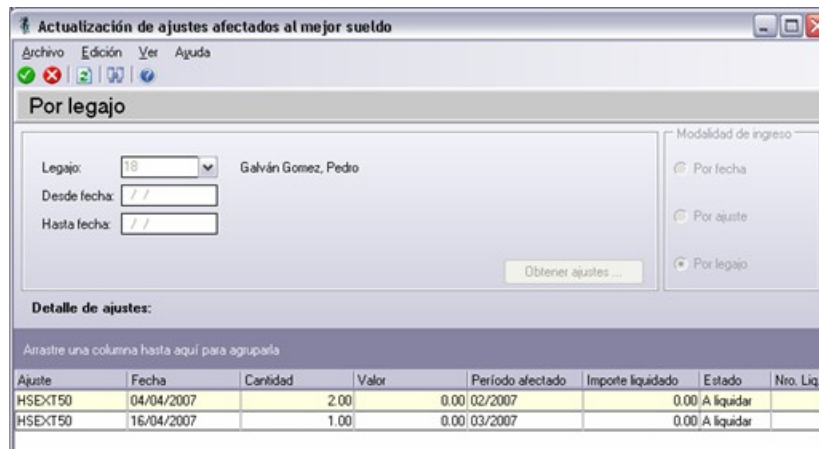 Actualización de ajustes afectados al mejor sueldo
Archivo Edición Ver Ayuda
Por legajo
Modalidad de ingreso
Legajo: 18 Galván Gomez, Pedro
Por fecha
Desde fecha: / /
Por ajuste
Hasta fecha: / /
Por legajo
Obtener ajustes ...
Detalle de ajustes:
Arrastre una columna hasta aquí para agruparla
Ajuste Fecha Cantidad Valor Período afectado Importe liquidado Estado Nro. Liq.
HSEXT50 04/04/2007 2.00 0.00 02/2007 0.00 A liquidar
HSEXT50 16/04/2007 1.00 0.00 03/2007 0.00 A liquidar